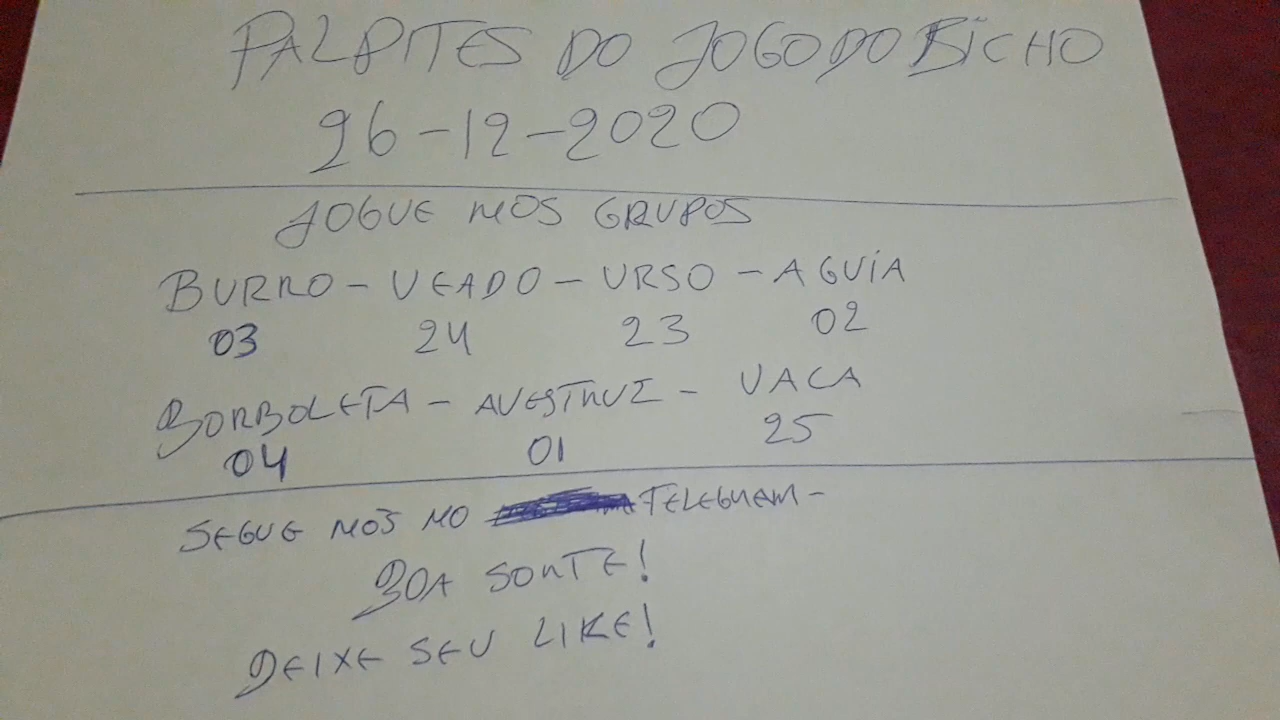 PALPITES DO JOGO DO BICHO
26-12-2020
JOGUE NOS GRUPOS
BURRO - VEADO - URSO - AGUIA
03 24 23 02
BORBOLETA - AVESTRUZ - VACA
04 01 25
SEGUE NOS NO TELEGRAM -
BOA SORTE!
DEIXE SEU LIKE!